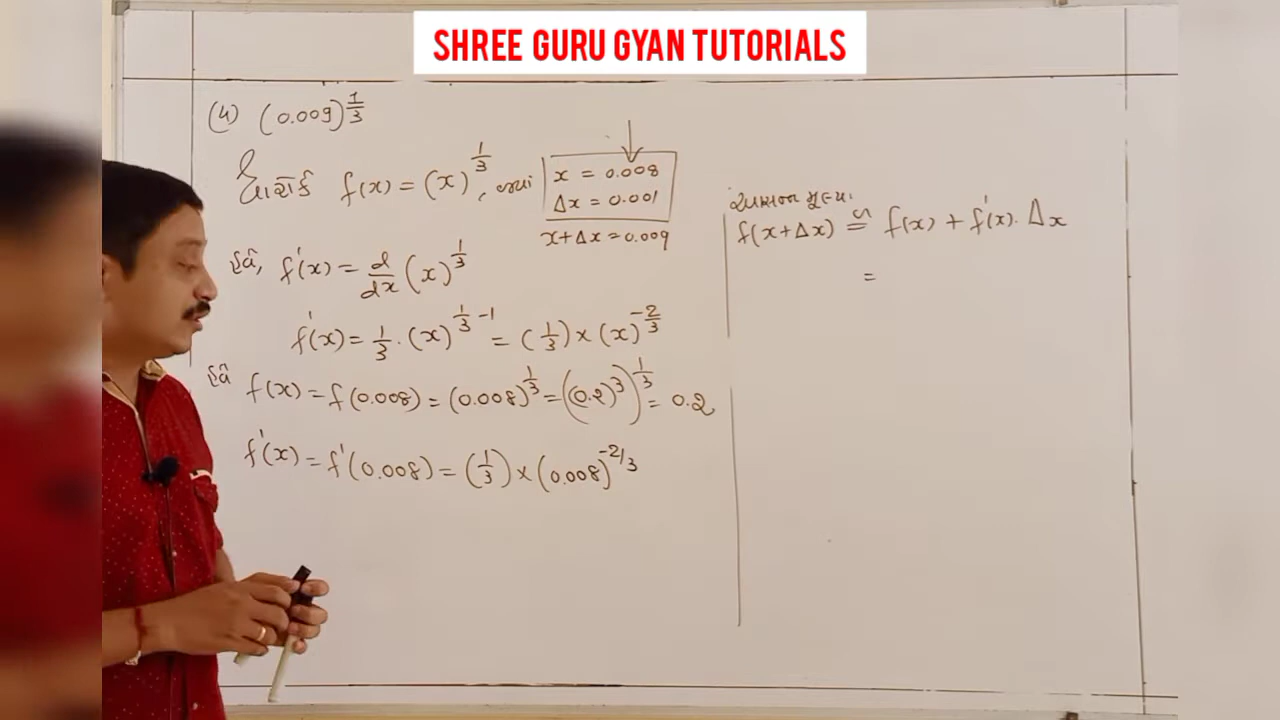 SHREE GURU GYAN TUTORIALS
(4) (0.009)^{1/3}
ધારોકે f(x) = (x)^{1/3}, જ્યાં
x = 0.008
Δx = 0.001
x+Δx = 0.009
હવે, f'(x) = d/dx (x)^{1/3}
f'(x) = 1/3 · (x)^{1/3 - 1} = (1/3) × (x)^{-2/3}
હવે f(x) = f(0.008) = (0.008)^{1/3} = ((0.2)^3)^{1/3} = 0.2
f'(x) = f'(0.008) = (1/3) × (0.008)^{-2/3}
આસન્ન મૂલ્ય:
f(x+Δx) ≅ f(x) + f'(x). Δx
=